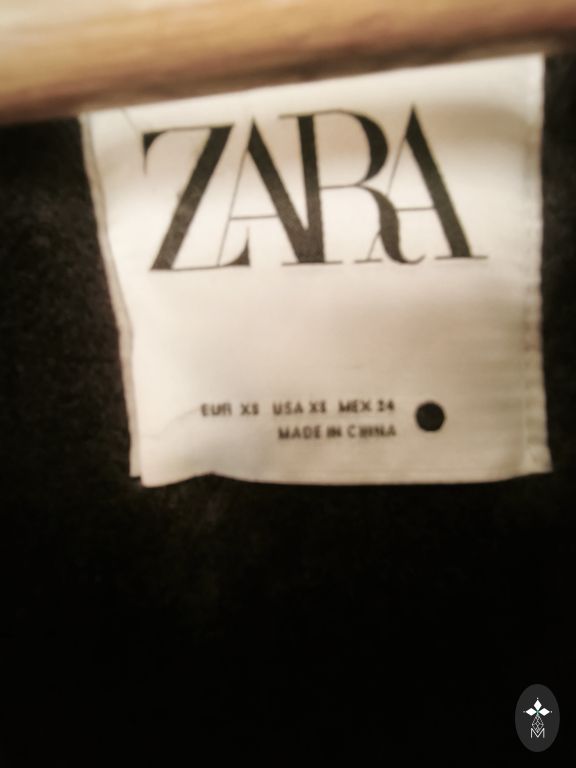 ZARA
EUR XS USA XS MEX 24
MADE IN CHINA